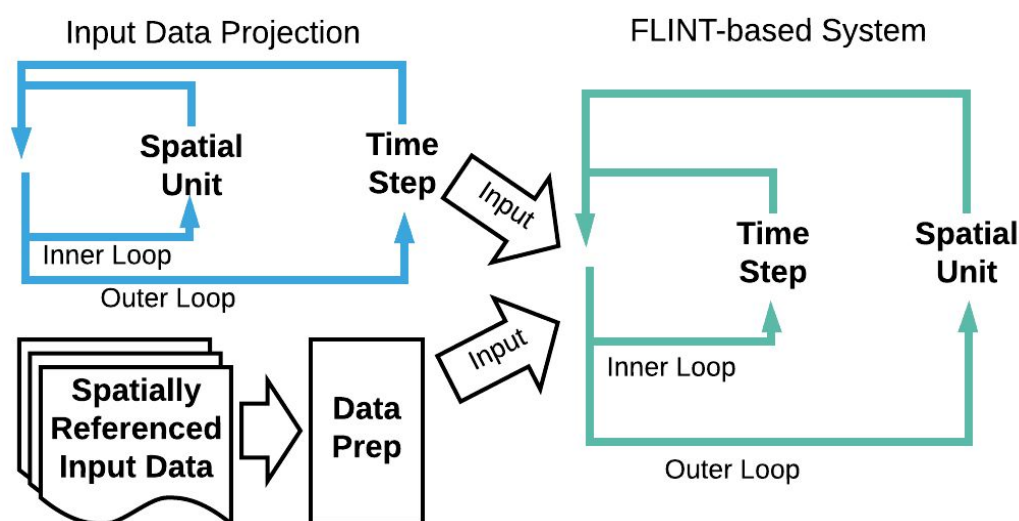 Input Data Projection
Spatial
Unit
Time
Step
Inner Loop
Outer Loop
Input
Spatially
Referenced
Input Data
Data
Prep
Input
FLINT-based System
Time
Step
Spatial
Unit
Inner Loop
Outer Loop